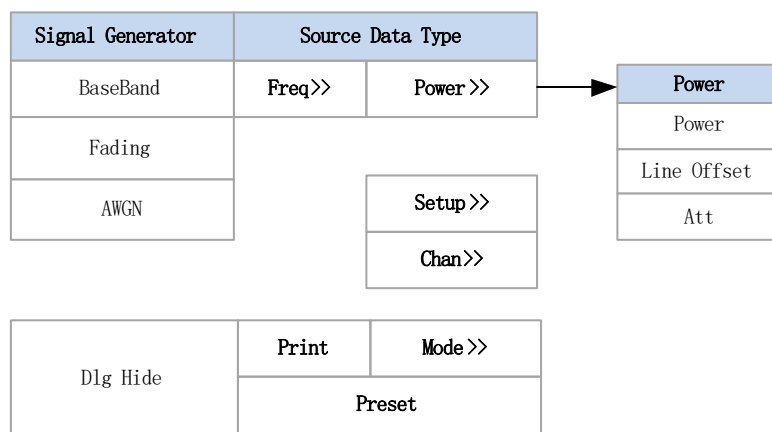 Signal Generator Source Data Type
BaseBand Freq>> Power>> Power
Fading Power
Line Offset
AWGN Setup>> Att
Chan>>
Dlg Hide Print Mode>>
Preset